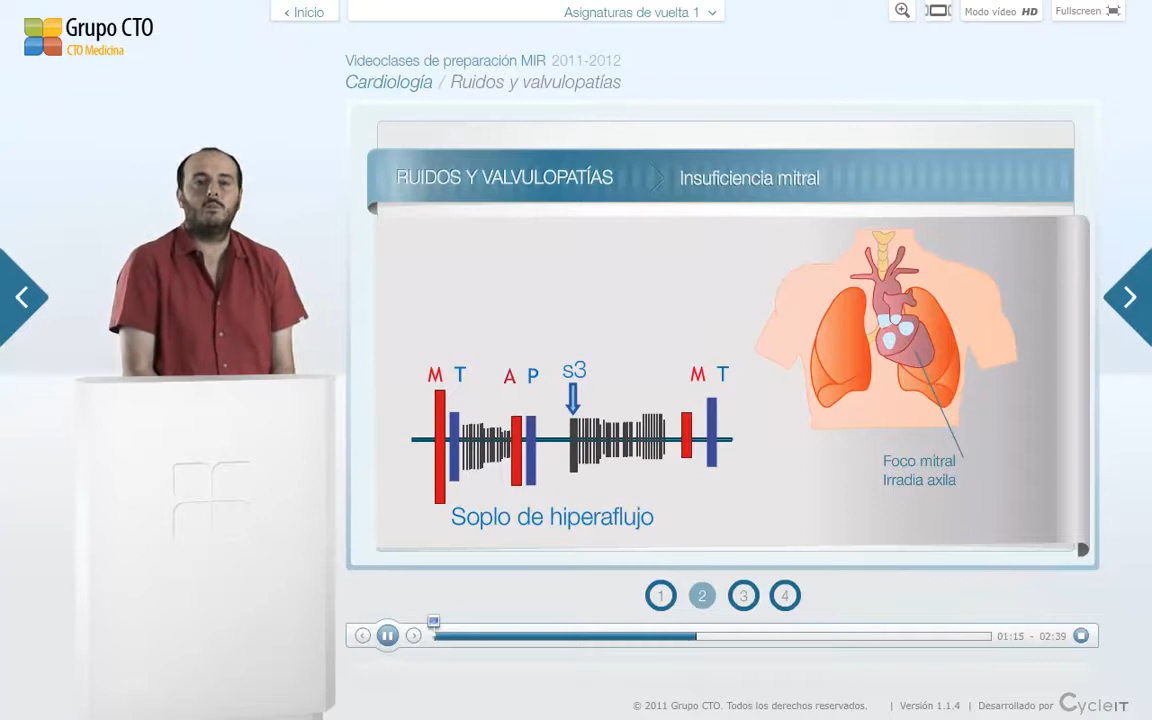 Grupo CTO
CTO Medicina
‹ Inicio
Asignaturas de vuelta 1
Modo vídeo HD
Fullscreen
Videoclases de preparación MIR 2011-2012
Cardiología / Ruidos y valvulopatías
RUIDOS Y VALVULOPATÍAS
Insuficiencia mitral
M T A P s3 M T
Soplo de hiperaflujo
Foco mitral
Irradia axila
1 2 3 4
01:15 - 02:39
© 2011 Grupo CTO. Todos los derechos reservados. | Versión 1.1.4 | Desarrollado por CycleIT